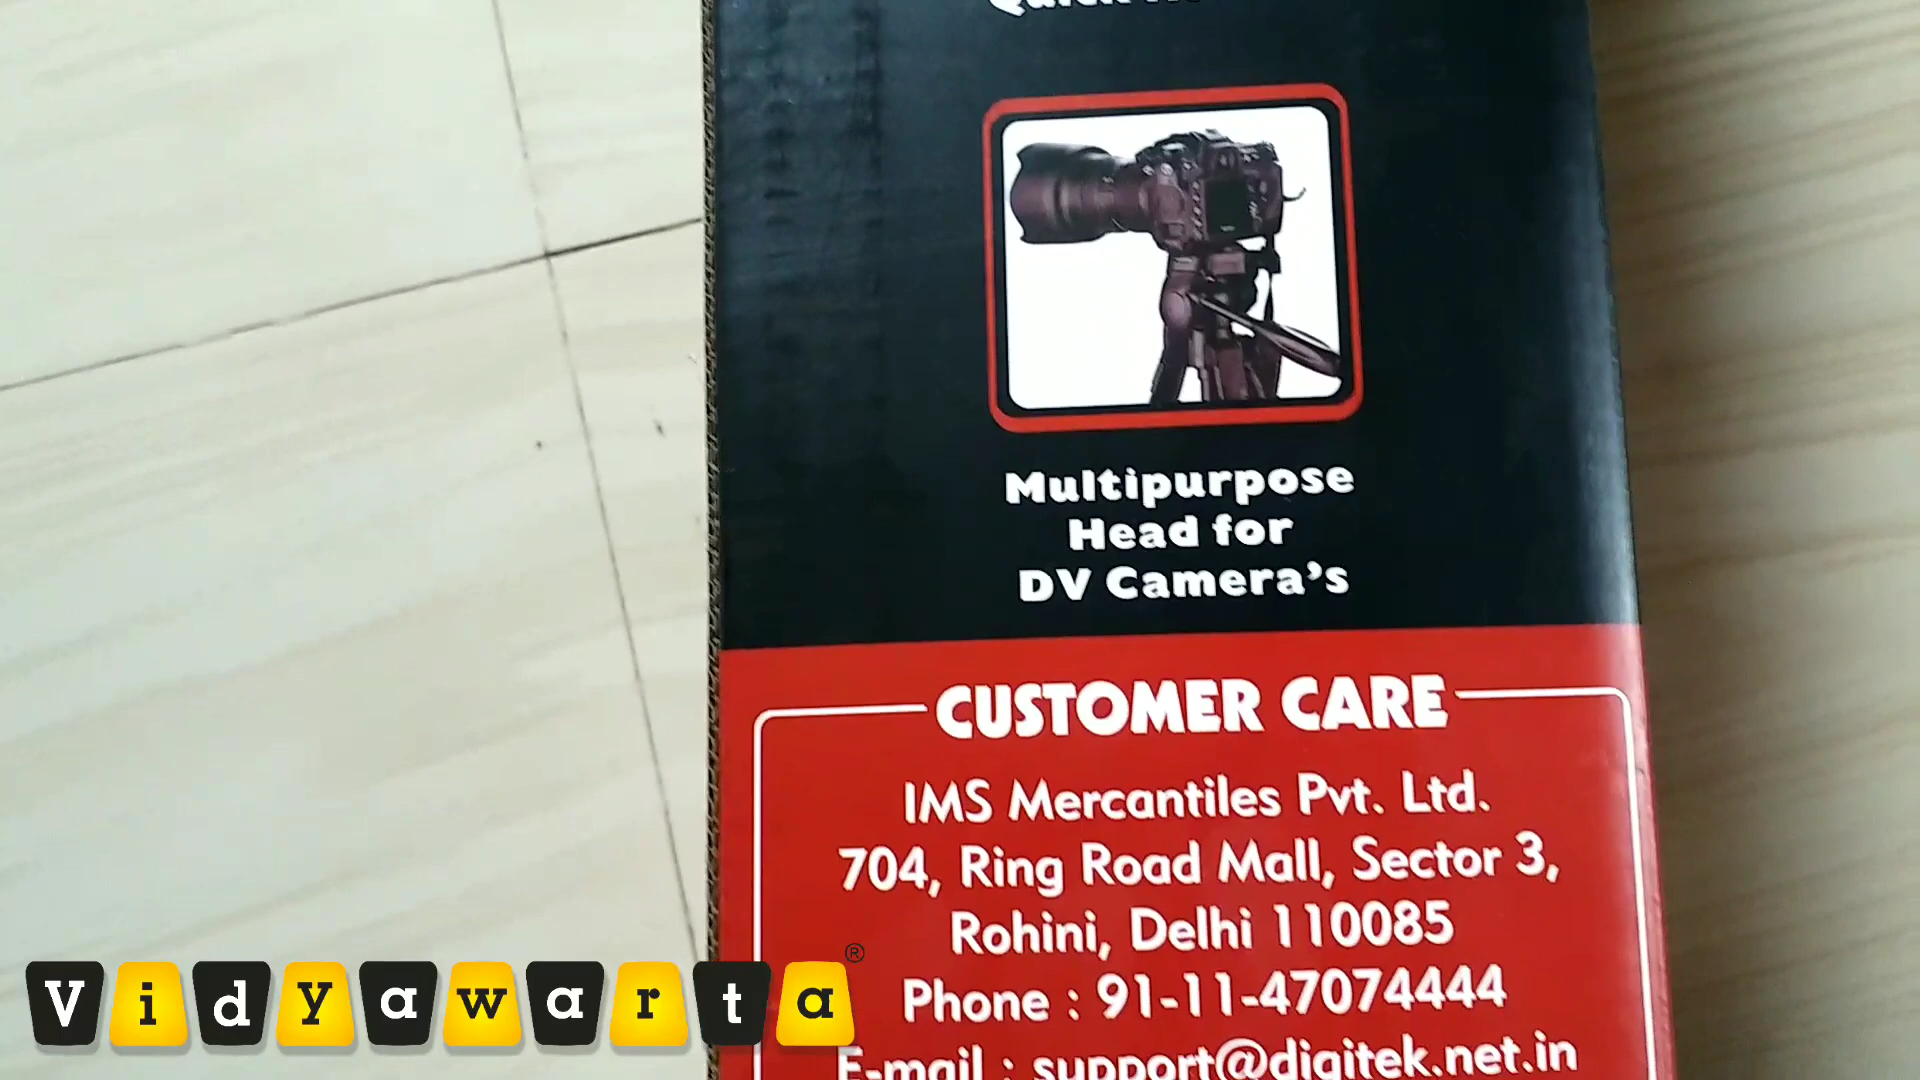 Quick
Multipurpose
Head for
DV Camera's
CUSTOMER CARE
IMS Mercantiles Pvt. Ltd.
704, Ring Road Mall, Sector 3,
Rohini, Delhi 110085
Phone : 91-11-47074444
E-mail : support@digitek.net.in
Vidyawarta®